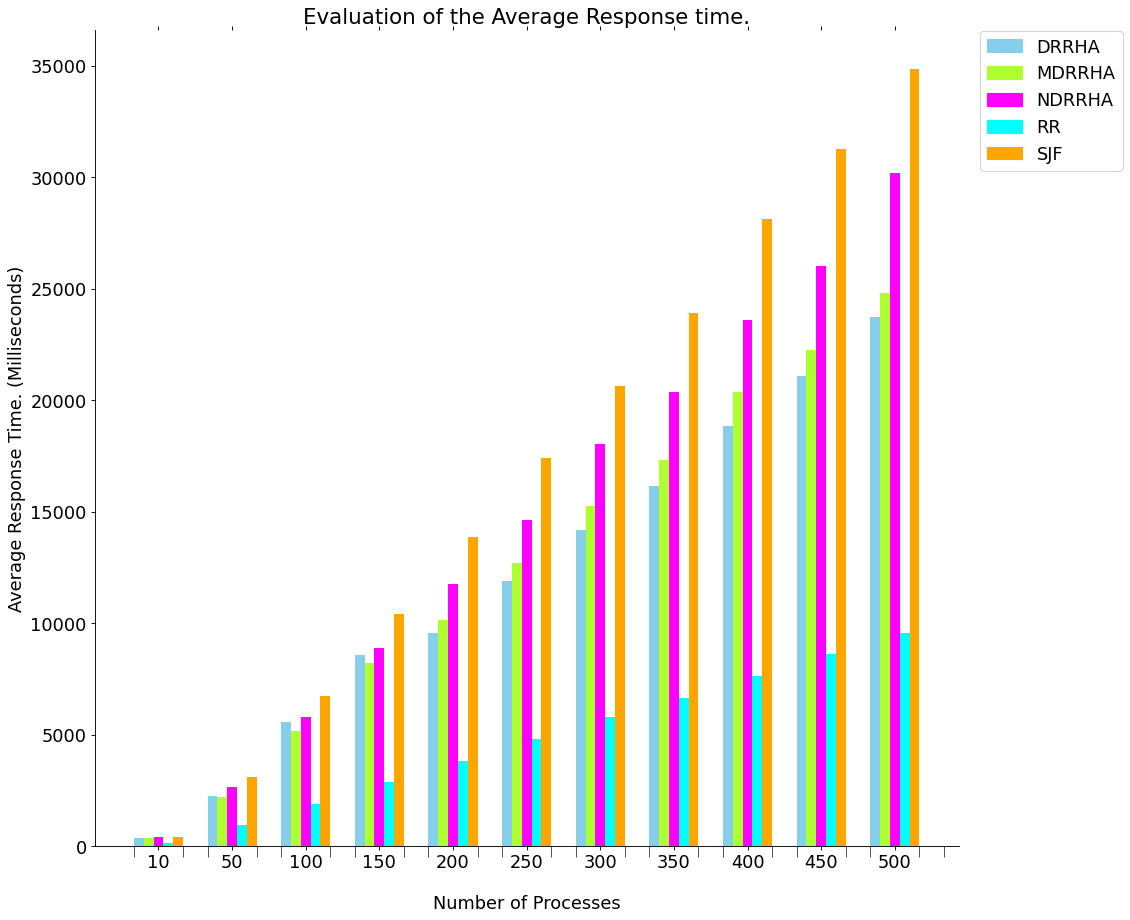 Evaluation of the Average Response time.
DRRHA
MDRRHA
NDRRHA
RR
SJF
Average Response Time. (Milliseconds)
35000
30000
25000
20000
15000
10000
5000
0
10 50 100 150 200 250 300 350 400 450 500
Number of Processes